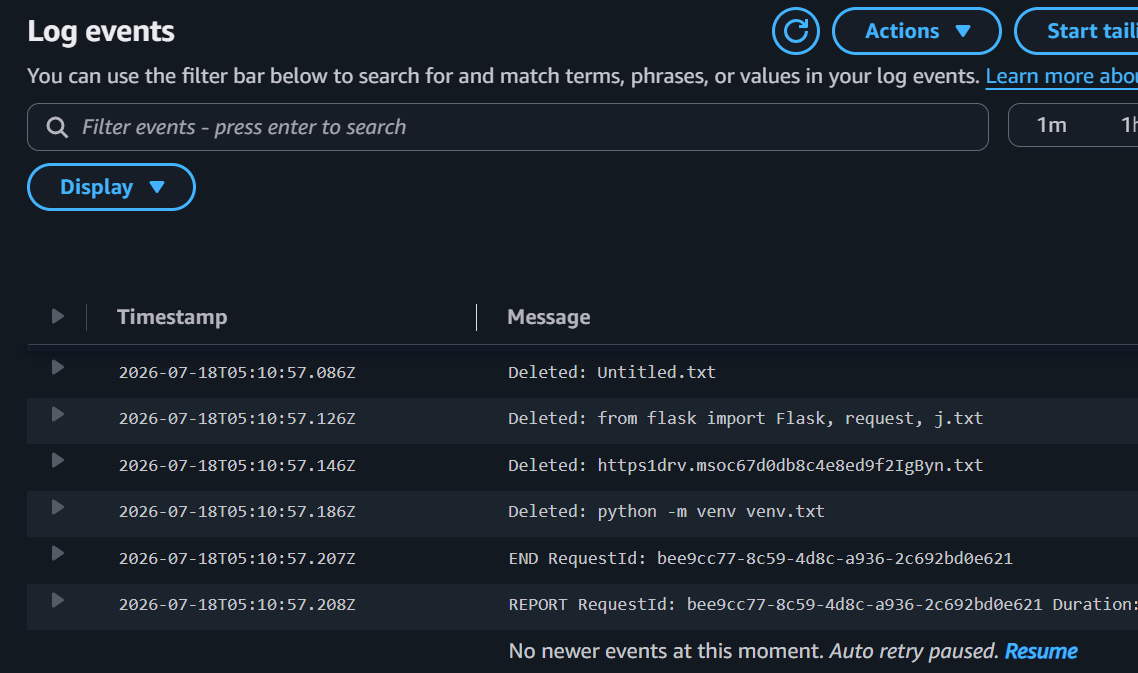 Log events
Actions
Start taili
You can use the filter bar below to search for and match terms, phrases, or values in your log events. Learn more abou
Filter events - press enter to search
1m
1h
Display
Timestamp
Message
2026-07-18T05:10:57.086Z Deleted: Untitled.txt
2026-07-18T05:10:57.126Z Deleted: from flask import Flask, request, j.txt
2026-07-18T05:10:57.146Z Deleted: https1drv.msoc67d0db8c4e8ed9f2IgByn.txt
2026-07-18T05:10:57.186Z Deleted: python -m venv venv.txt
2026-07-18T05:10:57.207Z END RequestId: bee9cc77-8c59-4d8c-a936-2c692bd0e621
2026-07-18T05:10:57.208Z REPORT RequestId: bee9cc77-8c59-4d8c-a936-2c692bd0e621 Duration:
No newer events at this moment. Auto retry paused. Resume